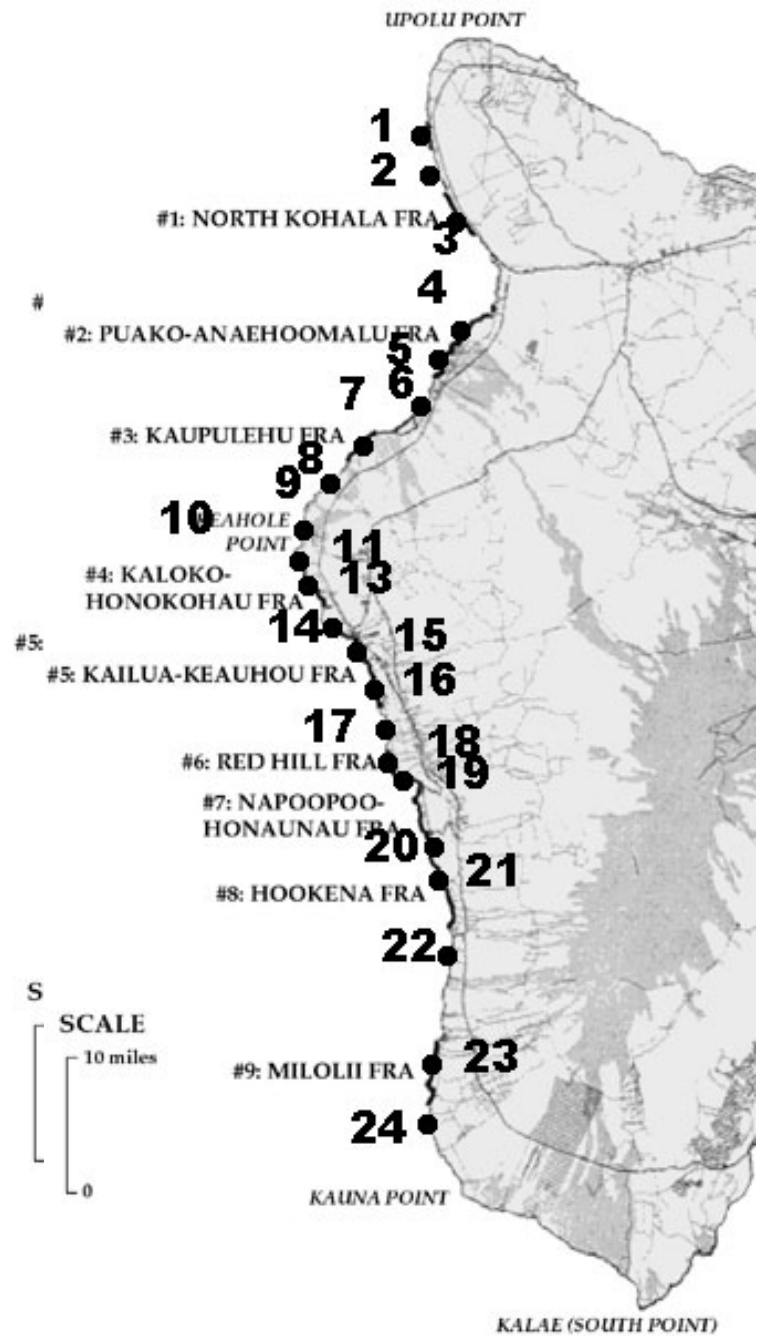 UPOLU POINT
1
2
#1: NORTH KOHALA FRA
3
4
#
#2: PUAKO-ANAEHOOMALU FRA
5
6
7
#3: KAUPULEHU FRA
8
9
10
KEAHOLE
POINT
11
#4: KALOKO-
HONOKOHAU FRA
13
14
15
#5:
#5: KAILUA-KEAUHOU FRA
16
17
18
#6: RED HILL FRA
19
#7: NAPOOPOO-
HONAUNAU FRA
20
21
#8: HOOKENA FRA
22
S
SCALE
10 miles
23
#9: MILOLII FRA
24
0
KAUNA POINT
KALAE (SOUTH POINT)